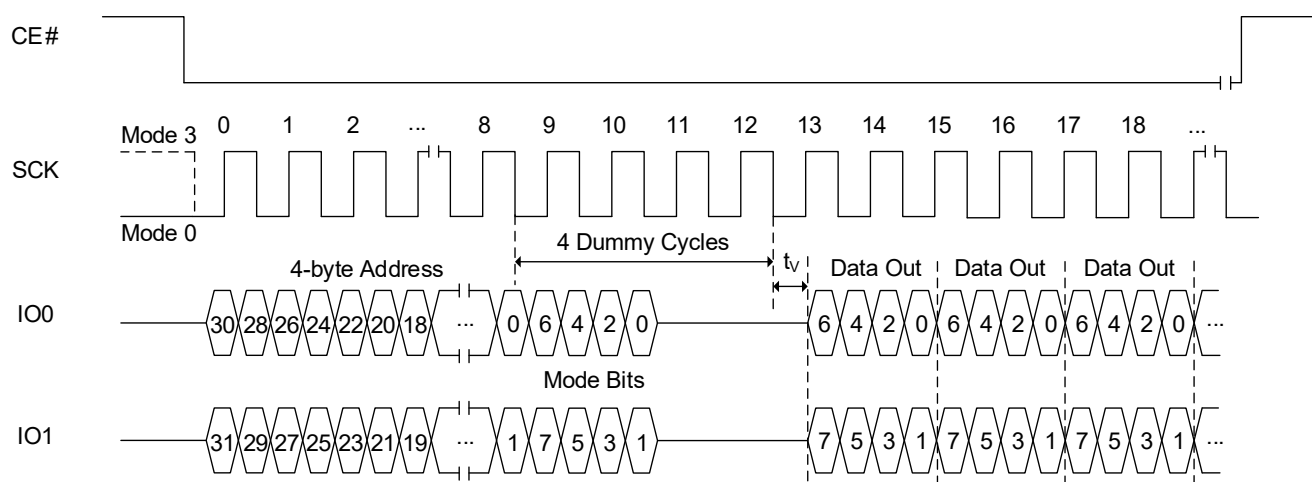 CE#
0 1 2 ... 8 9 10 11 12 13 14 15 16 17 18 ...
Mode 3
SCK
Mode 0
4 Dummy Cycles
4-byte Address
tV
Data Out Data Out Data Out
IO0
30 28 26 24 22 20 18 ... 0 6 4 2 0 6 4 2 0 6 4 2 0 6 4 2 0 ...
Mode Bits
IO1
31 29 27 25 23 21 19 ... 1 7 5 3 1 7 5 3 1 7 5 3 1 7 5 3 1 ...